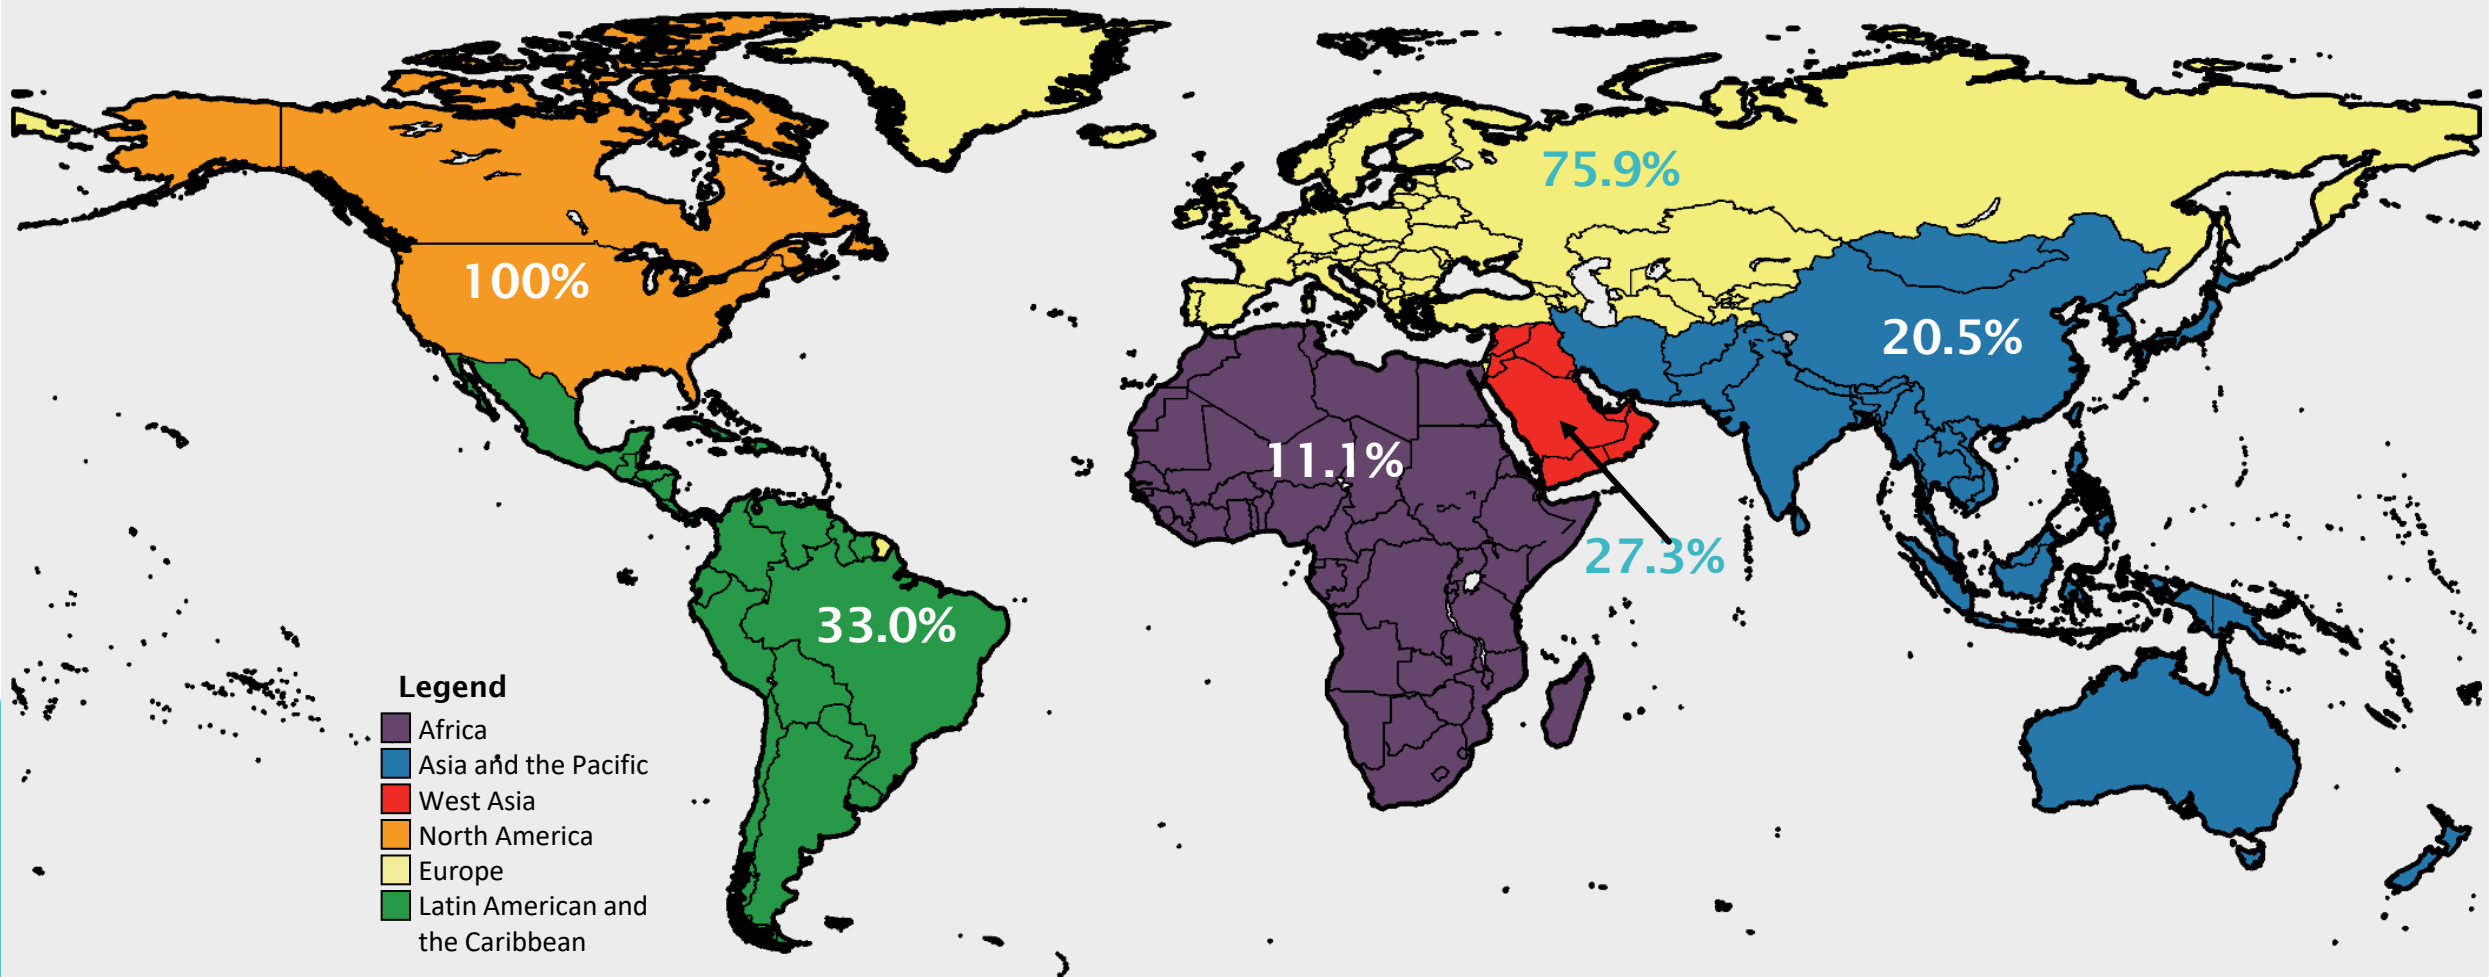 75.9%
100%
20.5%
11.1%
27.3%
33.0%
Legend
Africa
Asia and the Pacific
West Asia
North America
Europe
Latin American and
the Caribbean